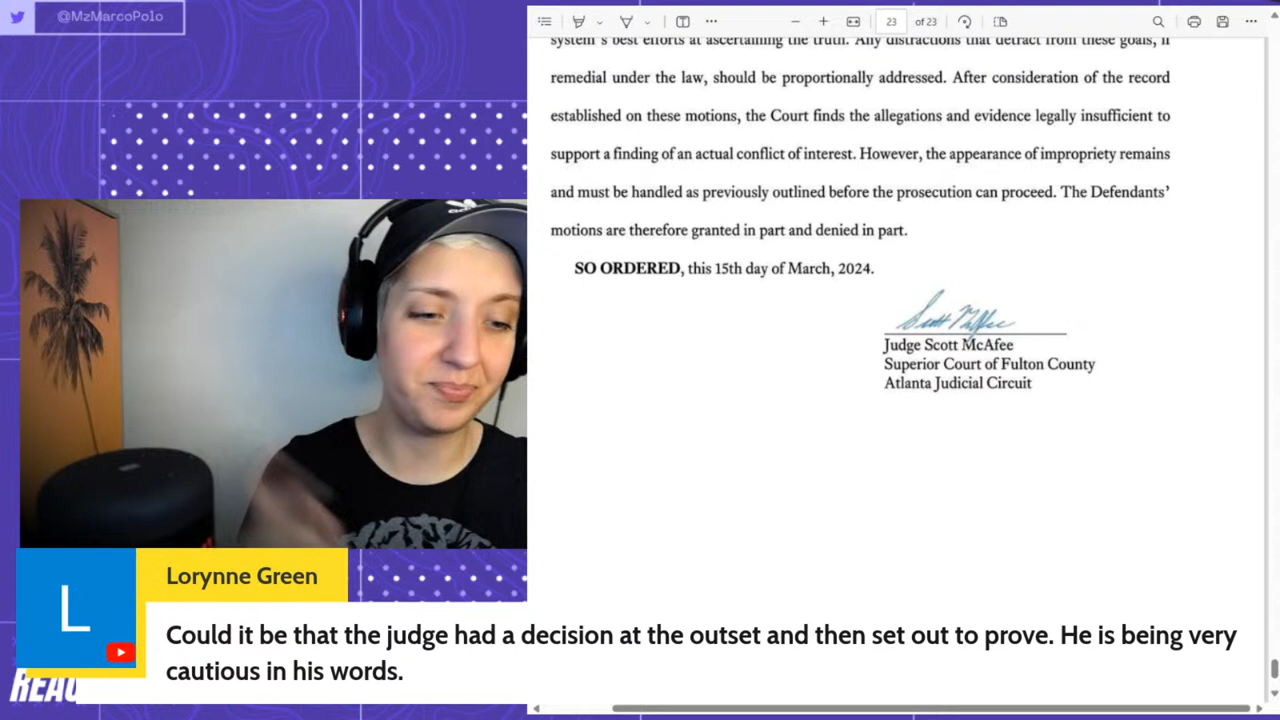 @MzMarcoPolo
23
of 23
system's best efforts at ascertaining the truth. Any distractions that detract from these goals, if
remedial under the law, should be proportionally addressed. After consideration of the record
established on these motions, the Court finds the allegations and evidence legally insufficient to
support a finding of an actual conflict of interest. However, the appearance of impropriety remains
and must be handled as previously outlined before the prosecution can proceed. The Defendants'
motions are therefore granted in part and denied in part.
SO ORDERED, this 15th day of March, 2024.
Judge Scott McAfee
Superior Court of Fulton County
Atlanta Judicial Circuit
L
Lorynne Green
Could it be that the judge had a decision at the outset and then set out to prove. He is being very
cautious in his words.